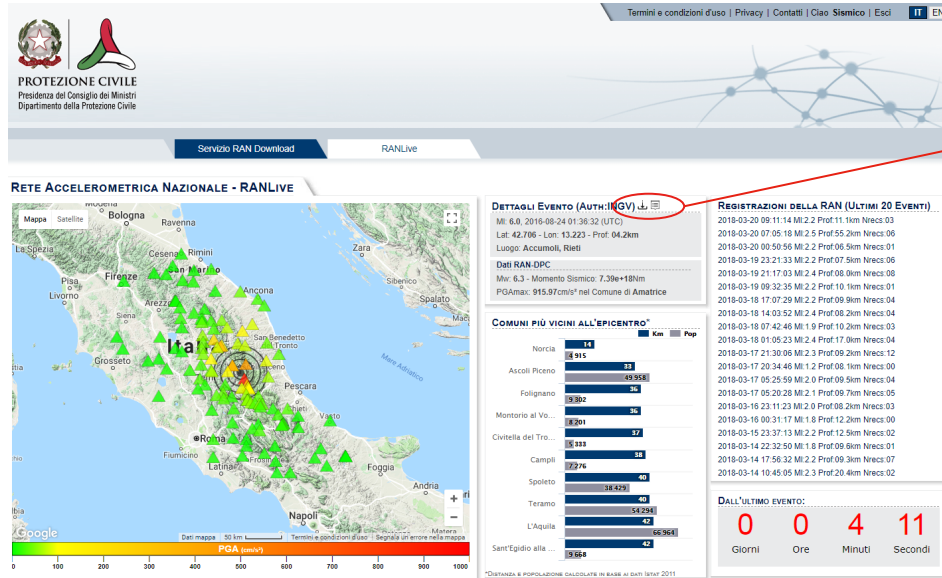 Termini e condizioni d'uso | Privacy | Contatti | Ciao Sismico | Esci IT EN
PROTEZIONE CIVILE
Presidenza del Consiglio dei Ministri
Dipartimento della Protezione Civile
Servizio RAN Download RANLive
RETE ACCELEROMETRICA NAZIONALE - RANLIVE
Mappa Satellite
Modena
Bologna
Ravenna
La Spezia
Cesena
Rimini
San Marino
Pisa
Firenze
Livorno
Ancona
Arezzo
Siena
Grosseto
San Benedetto
Tronto
Pescara
Chieti
Vasto
Roma
Fiumicino
Latina
Frosinone
Foggia
Andria
Napoli
Matera
Zara
Sibenico
Spalato
Mare Adriatico
Google
Dati mappa 50 km Termini e condizioni d'uso Segnala un errore nella mappa
PGA (cm/s²)
0 100 200 300 400 500 600 700 800 900 1000
DETTAGLI EVENTO (AUTH:INGV)
Ml: 6.0, 2016-08-24 01:36:32 (UTC)
Lat: 42.706 - Lon: 13.223 - Prof: 04.2km
Luogo: Accumoli, Rieti
Dati RAN-DPC
Mw: 6.3 - Momento Sismico: 7.39e+18Nm
PGAmax: 915.97cm/s² nel Comune di Amatrice
COMUNI PIÙ VICINI ALL'EPICENTRO*
Km Pop
Norcia 14 4 915
Ascoli Piceno 33 49 958
Folignano 36 9 302
Montorio al Vo... 36 8 201
Civitella del Tro... 37 5 333
Campli 38 7 276
Spoleto 40 38 429
Teramo 40 54 294
L'Aquila 42 66 964
Sant'Egidio alla ... 42 9 668
*DISTANZA E POPOLAZIONE CALCOLATE IN BASE AI DATI ISTAT 2011
REGISTRAZIONI DELLA RAN (ULTIMI 20 EVENTI)
2018-03-20 09:11:14 Ml:2.2 Prof:11.1km Nrecs:03
2018-03-20 07:05:18 Ml:2.5 Prof:55.2km Nrecs:06
2018-03-20 00:50:56 Ml:2.2 Prof:06.5km Nrecs:01
2018-03-19 23:21:33 Ml:2.2 Prof:07.5km Nrecs:06
2018-03-19 21:17:03 Ml:2.4 Prof:08.0km Nrecs:08
2018-03-19 09:32:35 Ml:2.2 Prof:10.1km Nrecs:01
2018-03-18 17:07:29 Ml:2.2 Prof:09.9km Nrecs:04
2018-03-18 14:03:52 Ml:2.4 Prof:08.2km Nrecs:04
2018-03-18 07:42:46 Ml:1.9 Prof:10.2km Nrecs:03
2018-03-18 01:05:23 Ml:2.4 Prof:17.0km Nrecs:04
2018-03-17 21:30:06 Ml:2.3 Prof:09.2km Nrecs:12
2018-03-17 20:34:46 Ml:1.2 Prof:08.1km Nrecs:00
2018-03-17 05:25:59 Ml:2.0 Prof:09.5km Nrecs:04
2018-03-17 05:20:28 Ml:2.1 Prof:09.7km Nrecs:05
2018-03-16 23:11:23 Ml:2.0 Prof:08.2km Nrecs:03
2018-03-16 00:31:17 Ml:1.8 Prof:12.2km Nrecs:00
2018-03-15 23:37:13 Ml:2.2 Prof:12.5km Nrecs:02
2018-03-14 22:32:50 Ml:1.8 Prof:09.6km Nrecs:01
2018-03-14 17:56:32 Ml:2.2 Prof:09.3km Nrecs:07
2018-03-14 10:45:05 Ml:2.3 Prof:20.4km Nrecs:02
DALL'ULTIMO EVENTO:
0 0 4 11
Giorni Ore Minuti Secondi